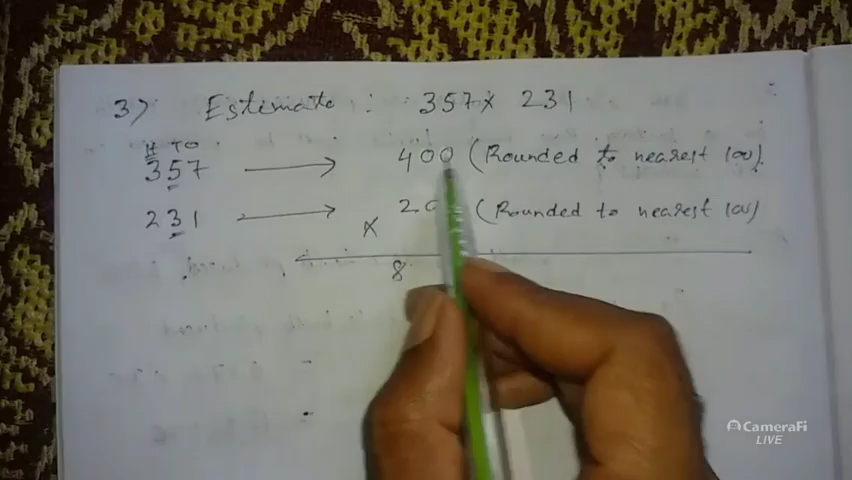 3) Estimate : 357 x 231
H T O
357 → 400 (Rounded to nearest 100).
231 → x 20 (Rounded to nearest 100)
8
CameraFi
LIVE